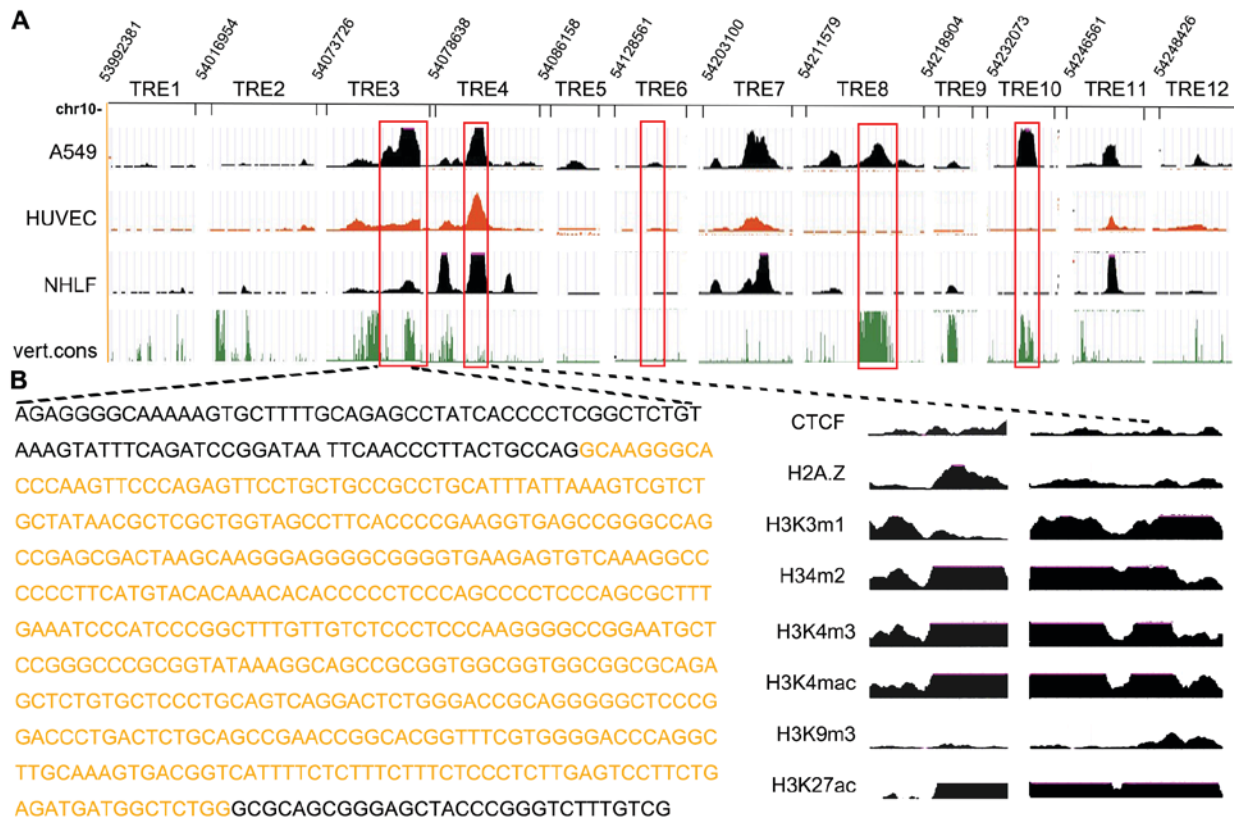 A
53992381 54016954 54073726 54078638 54086158 54128561 54203100 54211579 54218904 54232073 54246561 54248426
TRE1 TRE2 TRE3 TRE4 TRE5 TRE6 TRE7 TRE8 TRE9 TRE10 TRE11 TRE12
chr10-
A549
HUVEC
NHLF
vert.cons
B
AGAGGGGCAAAAAGTGCTTTTGCAGAGCCTATCACCCCTCGGCTCTGT
AAAGTATTTCAGATCCGGATAA TTCAACCCTTACTGCCAGGCAAGGGCA
CCCAAGTTCCCAGAGTTCCTGCTGCCGCCTGCATTTATTAAAGTCGTCT
GCTATAACGCTCGCTGGTAGCCTTCACCCCGAAGGTGAGCCGGGCCAG
CCGAGCGACTAAGCAAGGGAGGGGCGGGGTGAAGAGTGTCAAAGGCC
CCCCTTCATGTACACAAACACACCCCCTCCCAGCCCCTCCCAGCGCTTT
GAAATCCCATCCCGGCTTTGTTGTCTCCCTCCCAAGGGGCCGGAATGCT
CCGGGCCCGCGGTATAAAGGCAGCCGCGGTGGCGGTGGCGGCGCAGA
GCTCTGTGCTCCCTGCAGTCAGGACTCTGGGACCGCAGGGGGCTCCCG
GACCCTGACTCTGCAGCCGAACCGGCACGGTTTCGTGGGGACCCAGGC
TTGCAAAGTGACGGTCATTTTCTCTTTCTTTCTCCCTCTTGAGTCCTTCTG
AGATGATGGCTCTGGGCGCAGCGGGAGCTACCCGGGTCTTTGTCG
CTCF
H2A.Z
H3K3m1
H34m2
H3K4m3
H3K4mac
H3K9m3
H3K27ac